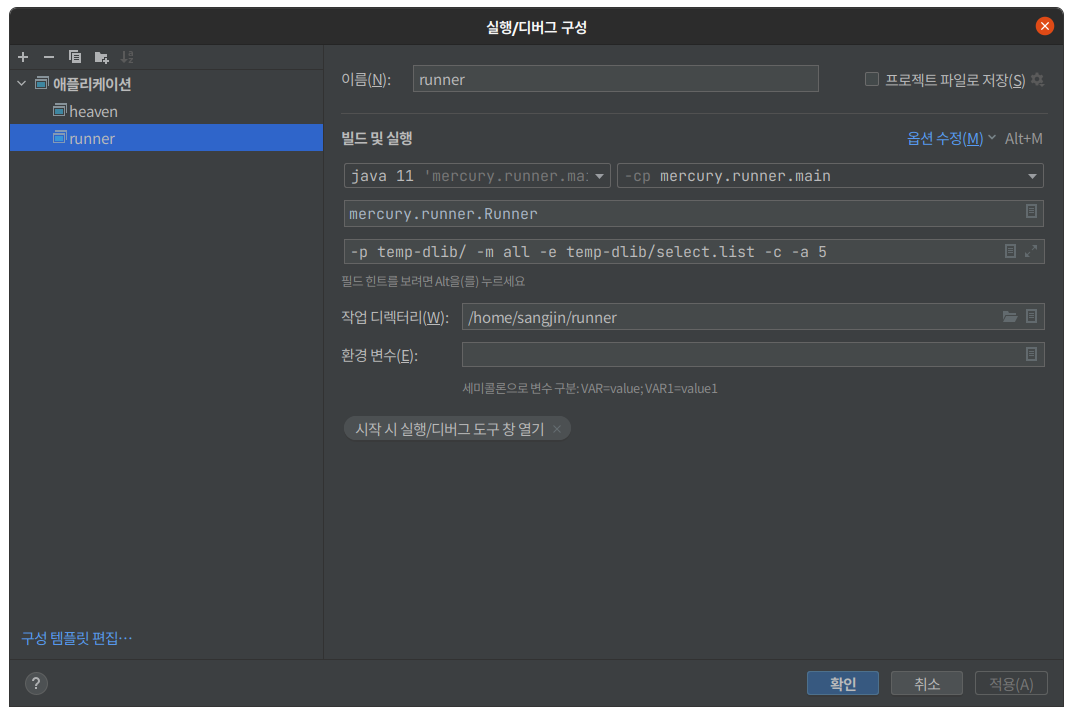 실행/디버그 구성
애플리케이션
heaven
runner
구성 템플릿 편집...
이름(N): runner 프로젝트 파일로 저장(S)
빌드 및 실행 옵션 수정(M) Alt+M
java 11 'mercury.runner.ma: -cp mercury.runner.main
mercury.runner.Runner
-p temp-dlib/ -m all -e temp-dlib/select.list -c -a 5
필드 힌트를 보려면 Alt을(를) 누르세요
작업 디렉터리(W): /home/sangjin/runner
환경 변수(E):
세미콜론으로 변수 구분: VAR=value; VAR1=value1
시작 시 실행/디버그 도구 창 열기 ×
? 확인 취소 적용(A)